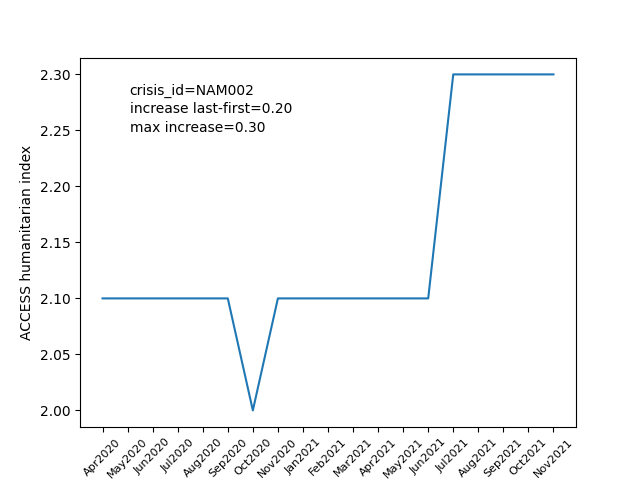 crisis_id=NAM002
increase last-first=0.20
max increase=0.30
ACCESS humanitarian index
2.30
2.25
2.20
2.15
2.10
2.05
2.00
Apr2020
May2020
Jun2020
Jul2020
Aug2020
Sep2020
Oct2020
Nov2020
Jan2021
Feb2021
Mar2021
Apr2021
May2021
Jun2021
Jul2021
Aug2021
Sep2021
Oct2021
Nov2021